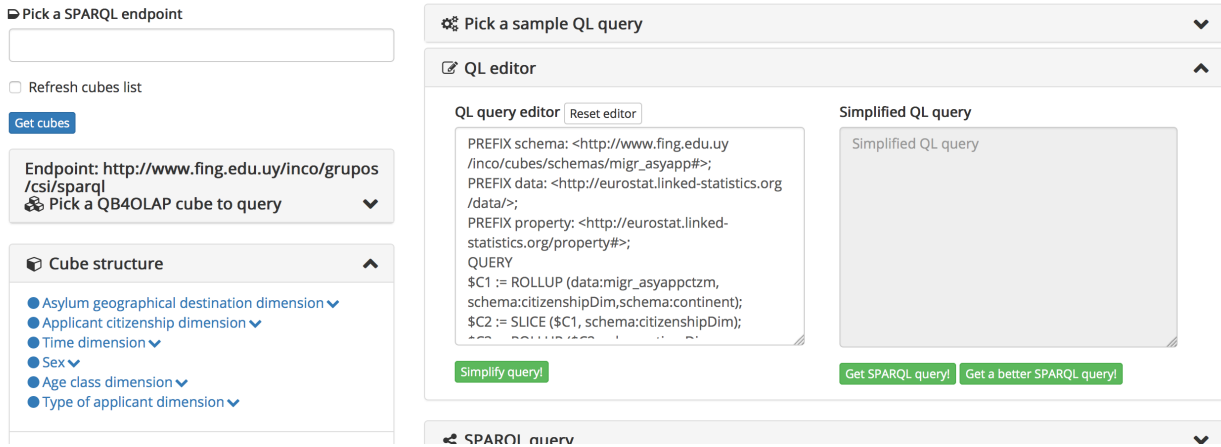 Pick a SPARQL endpoint
Refresh cubes list
Get cubes
Endpoint: http://www.fing.edu.uy/inco/grupos
/csi/sparql
Pick a QB4OLAP cube to query
Cube structure
Asylum geographical destination dimension
Applicant citizenship dimension
Time dimension
Sex
Age class dimension
Type of applicant dimension
Pick a sample QL query
QL editor
QL query editor Reset editor
PREFIX schema: <http://www.fing.edu.uy
/inco/cubes/schemas/migr_asyapp#>;
PREFIX data: <http://eurostat.linked-statistics.org
/data/>;
PREFIX property: <http://eurostat.linked-
statistics.org/property#>;
QUERY
$C1 := ROLLUP (data:migr_asyappctzm,
schema:citizenshipDim,schema:continent);
$C2 := SLICE ($C1, schema:citizenshipDim);
Simplify query!
Simplified QL query
Simplified QL query
Get SPARQL query! Get a better SPARQL query!
SPARQL query